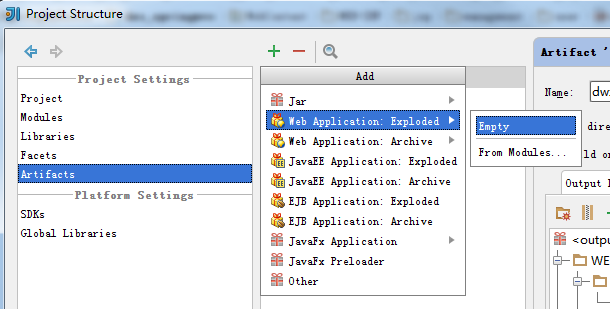 Project Structure
Project Settings
Project
Modules
Libraries
Facets
Artifacts
Platform Settings
SDKs
Global Libraries
Add
Jar
Web Application: Exploded
Web Application: Archive
JavaEE Application: Exploded
JavaEE Application: Archive
EJB Application: Exploded
EJB Application: Archive
JavaFx Application
JavaFx Preloader
Other
Empty
From Modules...
Artifact '
Name: dw
dire
ld on
Output
<outpu
WE